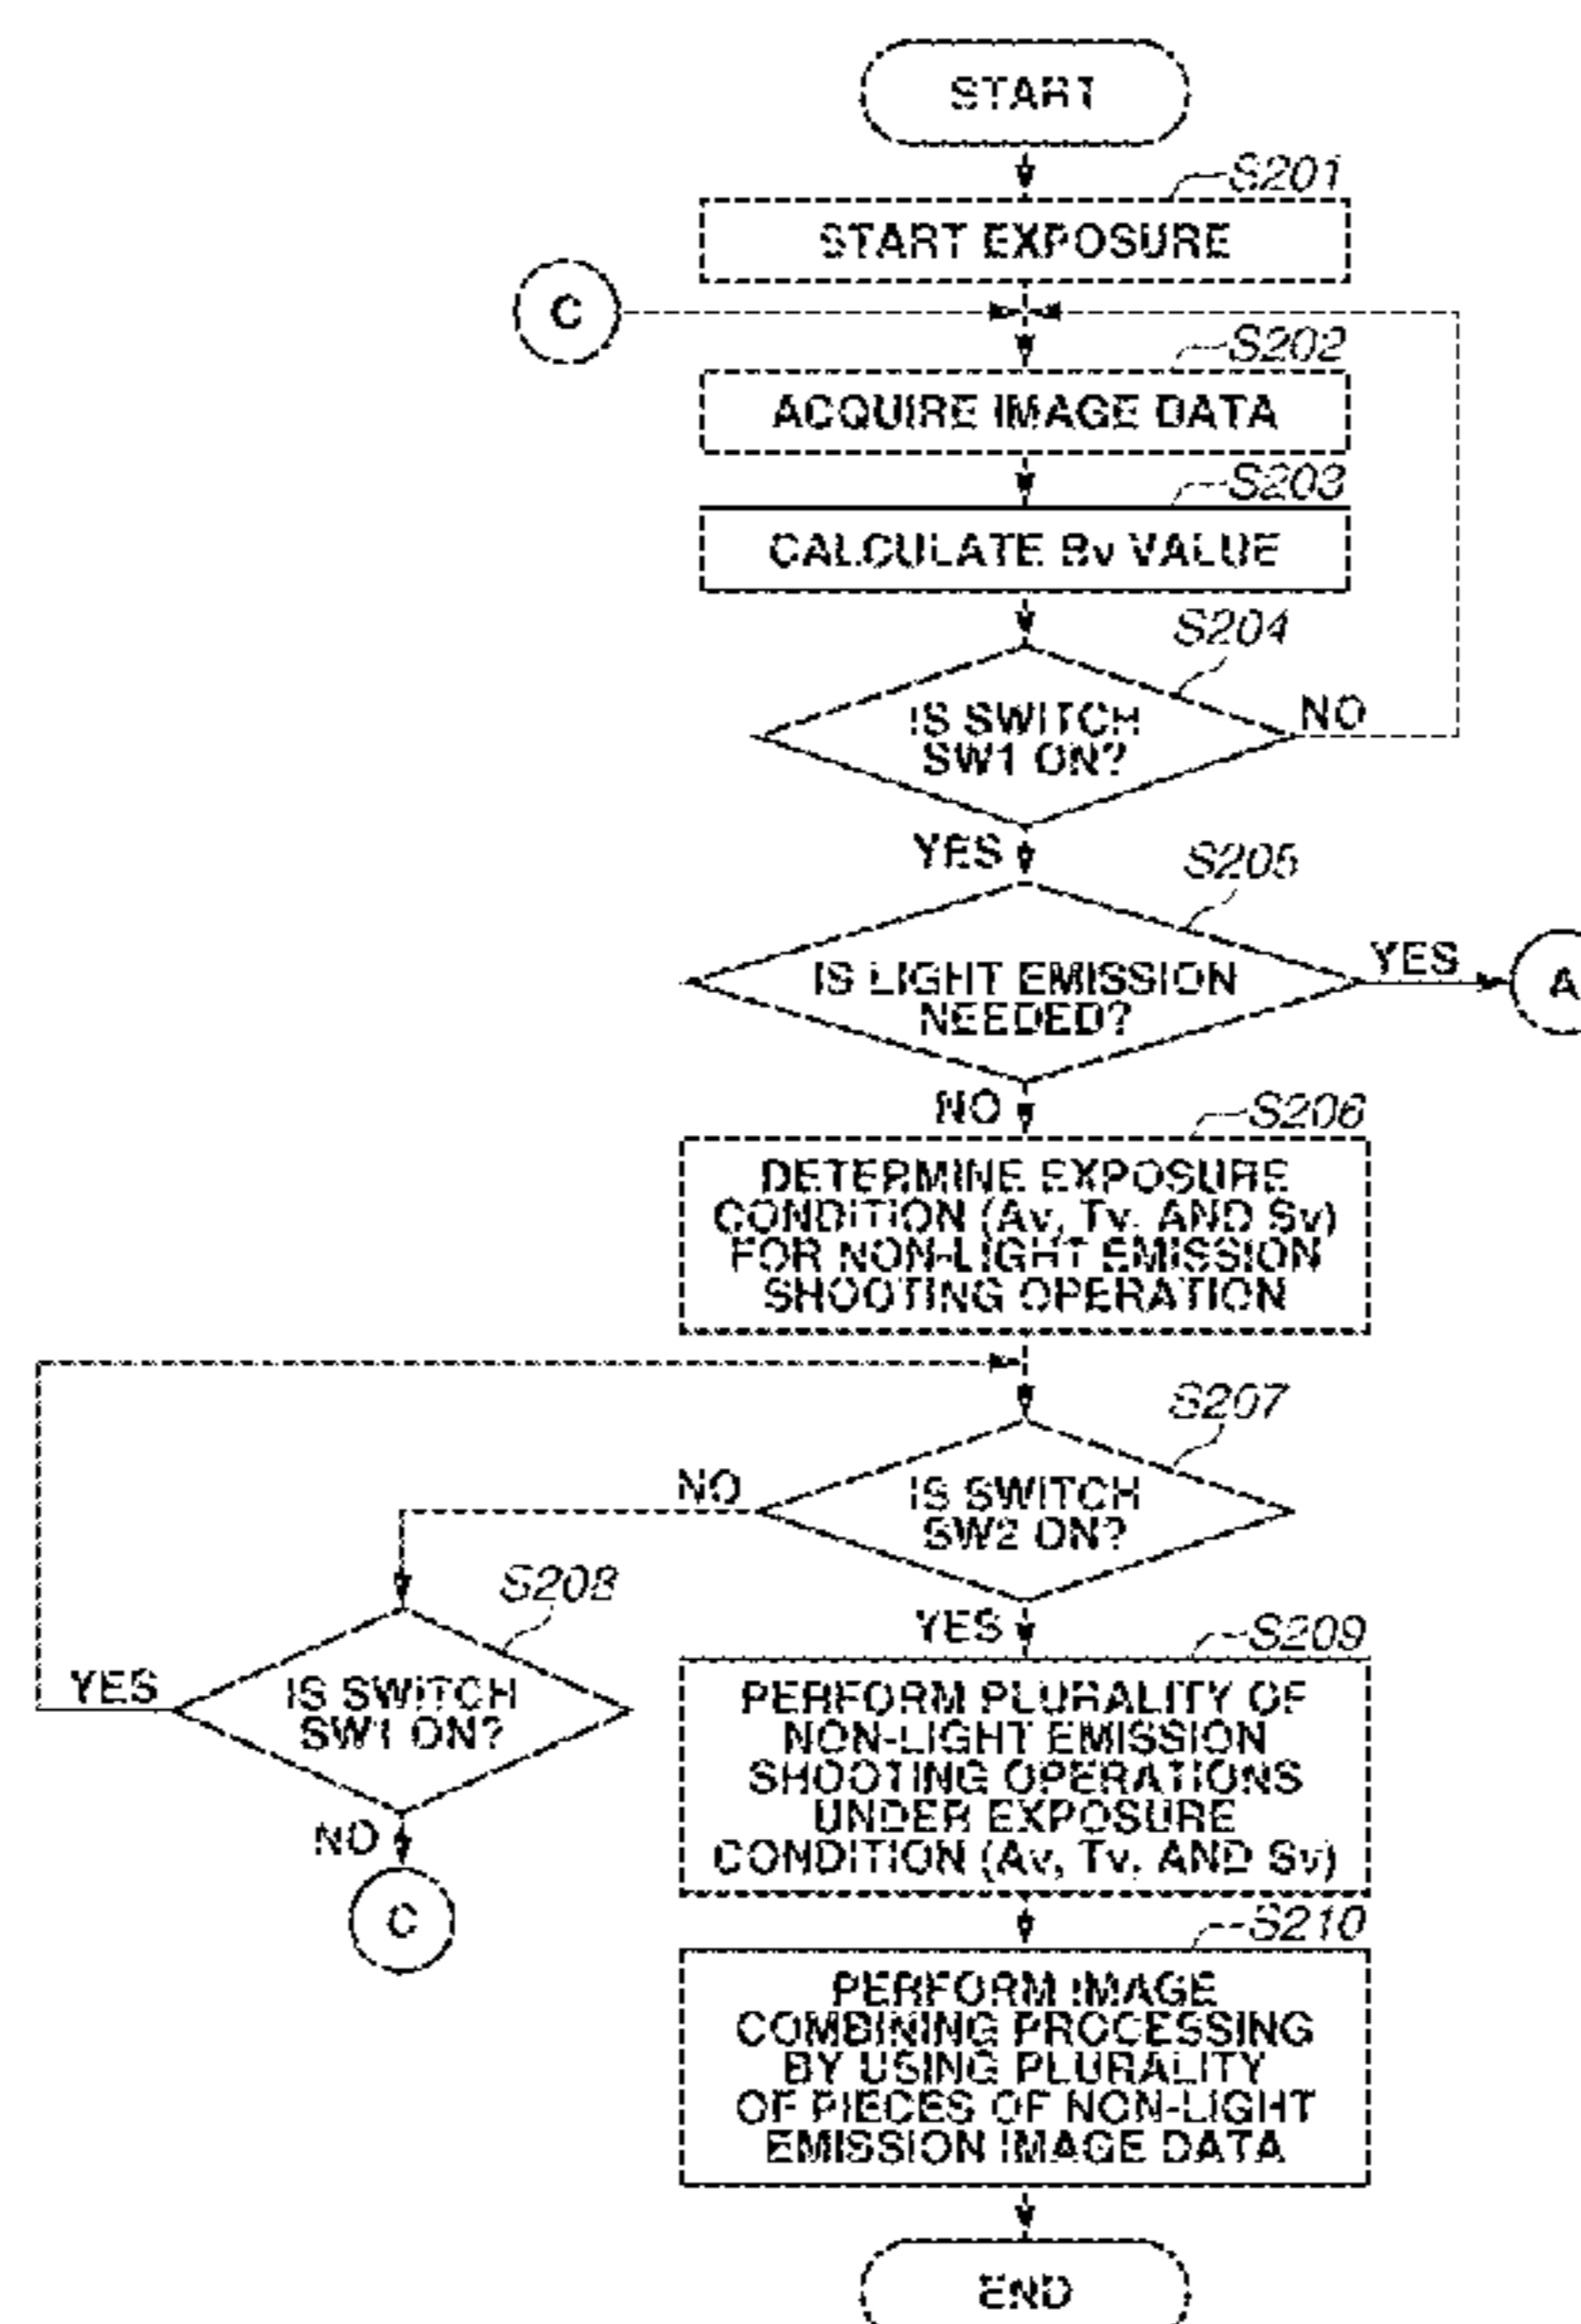 START
S201
START EXPOSURE
C
S202
ACQUIRE IMAGE DATA
S203
CALCULATE Bv VALUE
S204
IS SWITCH
SW1 ON?
NO
YES
S205
IS LIGHT EMISSION
NEEDED?
YES
A
NO
S206
DETERMINE EXPOSURE
CONDITION (Av, Tv, AND Sv)
FOR NON-LIGHT EMISSION
SHOOTING OPERATION
S207
IS SWITCH
SW2 ON?
NO
S208
IS SWITCH
SW1 ON?
YES
NO
C
YES
S209
PERFORM PLURALITY OF
NON-LIGHT EMISSION
SHOOTING OPERATIONS
UNDER EXPOSURE
CONDITION (Av, Tv, AND Sv)
S210
PERFORM IMAGE
COMBINING PROCESSING
BY USING PLURALITY
OF PIECES OF NON-LIGHT
EMISSION IMAGE DATA
END